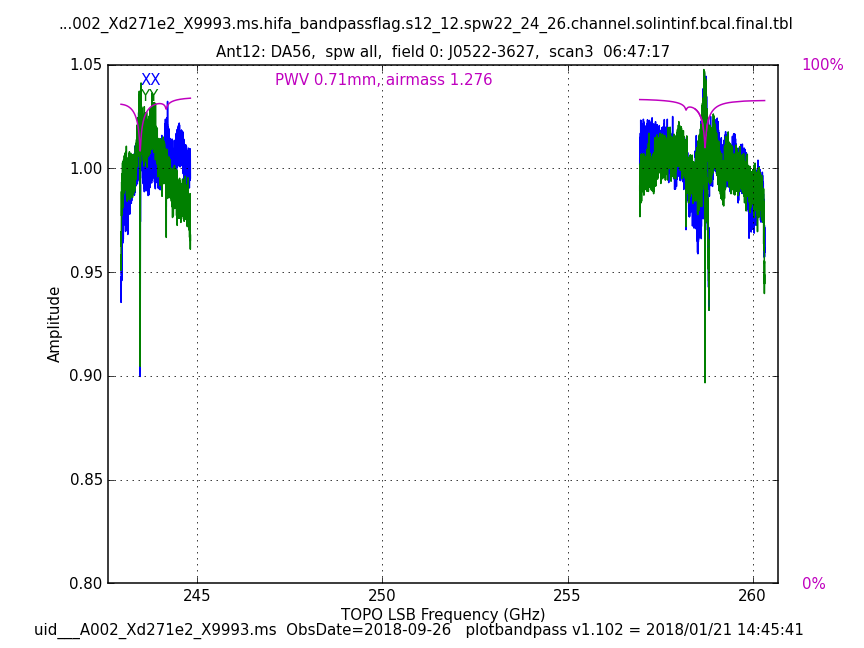 ...002_Xd271e2_X9993.ms.hifa_bandpassflag.s12_12.spw22_24_26.channel.solintinf.bcal.final.tbl
Ant12: DA56,  spw all,  field 0: J0522-3627,  scan3  06:47:17
1.05
XX
YY
PWV 0.71mm, airmass 1.276
100%
1.00
0.95
Amplitude
0.90
0.85
0.80
0%
245
250
255
260
TOPO LSB Frequency (GHz)
uid___A002_Xd271e2_X9993.ms  ObsDate=2018-09-26   plotbandpass v1.102 = 2018/01/21 14:45:41